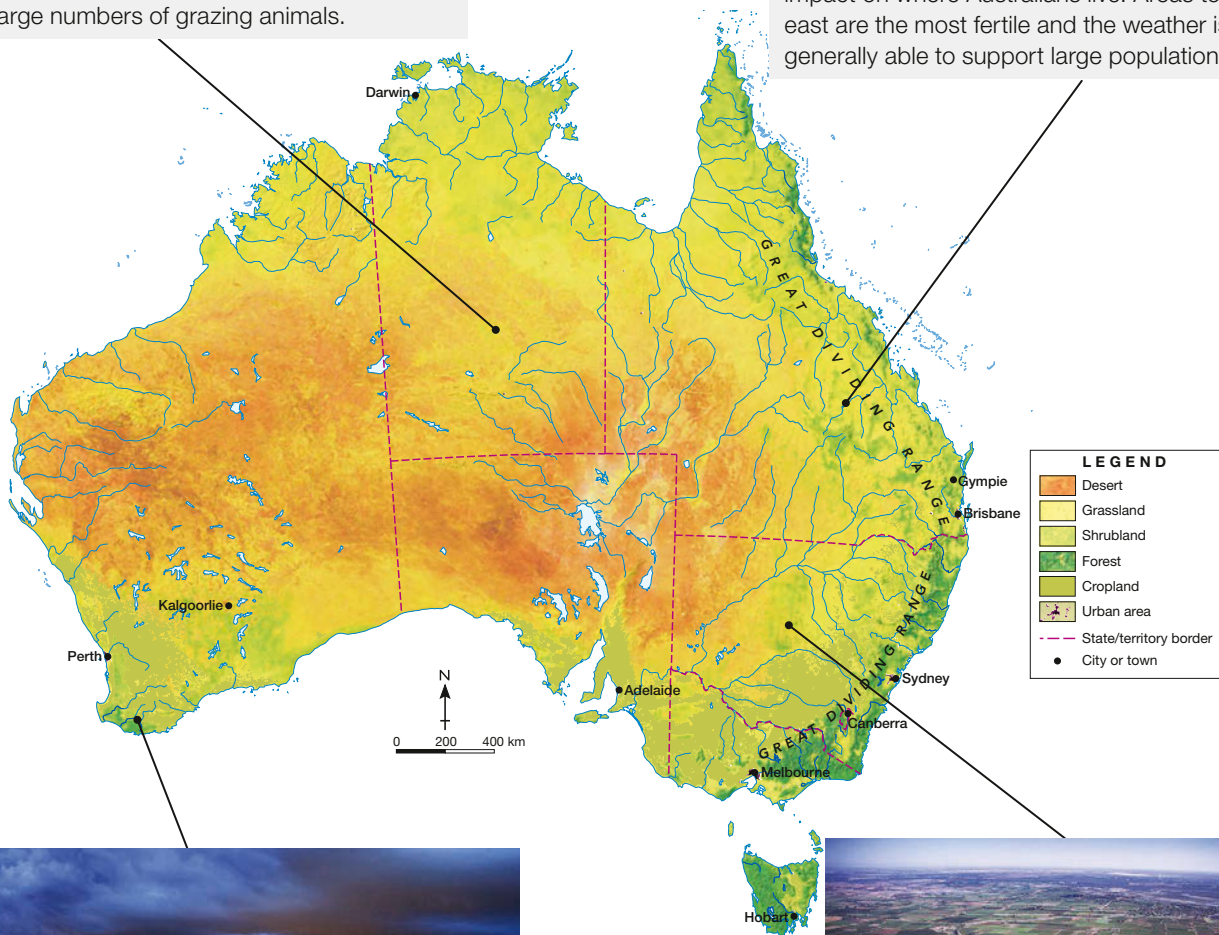 large numbers of grazing animals.
impact on where Australians live. Areas to
east are the most fertile and the weather is
generally able to support large population
Darwin
GREAT DIVIDING RANGE
LEGEND
Desert
Grassland
Shrubland
Forest
Cropland
Urban area
State/territory border
City or town
Gympie
Brisbane
Kalgoorlie
Perth
N
0 200 400 km
Adelaide
GREAT DIVIDING RANGE
Sydney
Canberra
Melbourne
Hobart